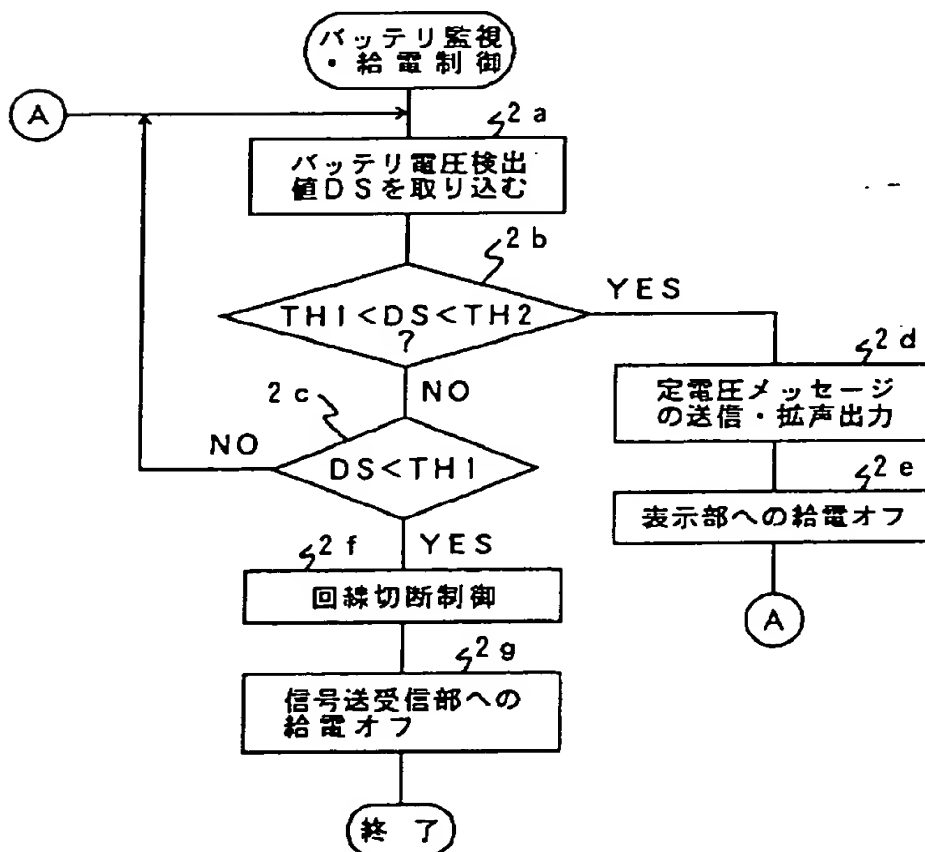 バッテリ監視
・給電制御
A
2a
バッテリ電圧検出
値DSを取り込む
2b
TH1<DS<TH2
?
YES
NO
2d
定電圧メッセージ
の送信・拡声出力
2c
NO
DS<TH1
2e
表示部への給電オフ
YES
2f
回線切断制御
A
2g
信号送受信部への
給電オフ
終了